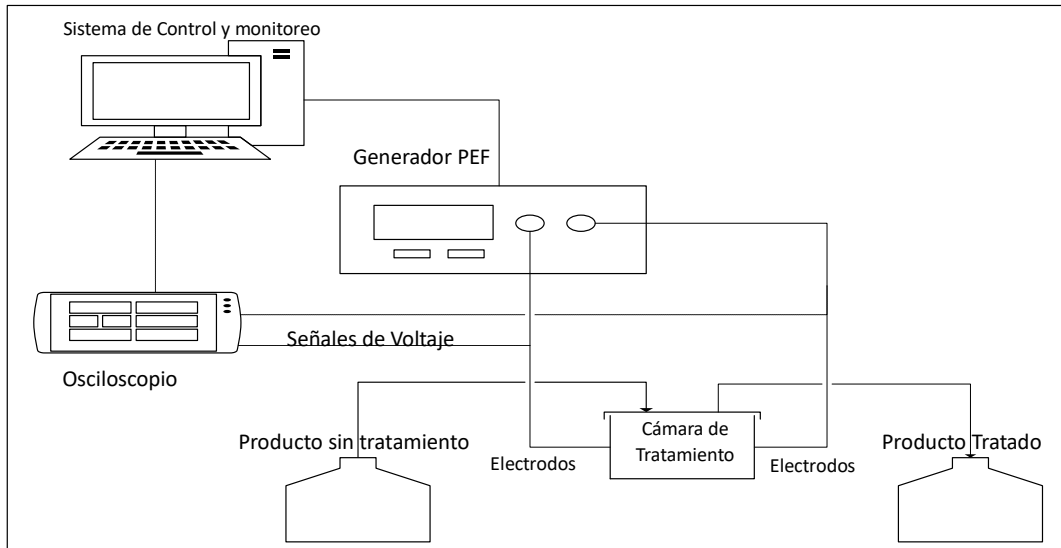 Sistema de Control y monitoreo
Generador PEF
Señales de Voltaje
Osciloscopio
Producto sin tratamiento
Cámara de
Tratamiento
Producto Tratado
Electrodos
Electrodos